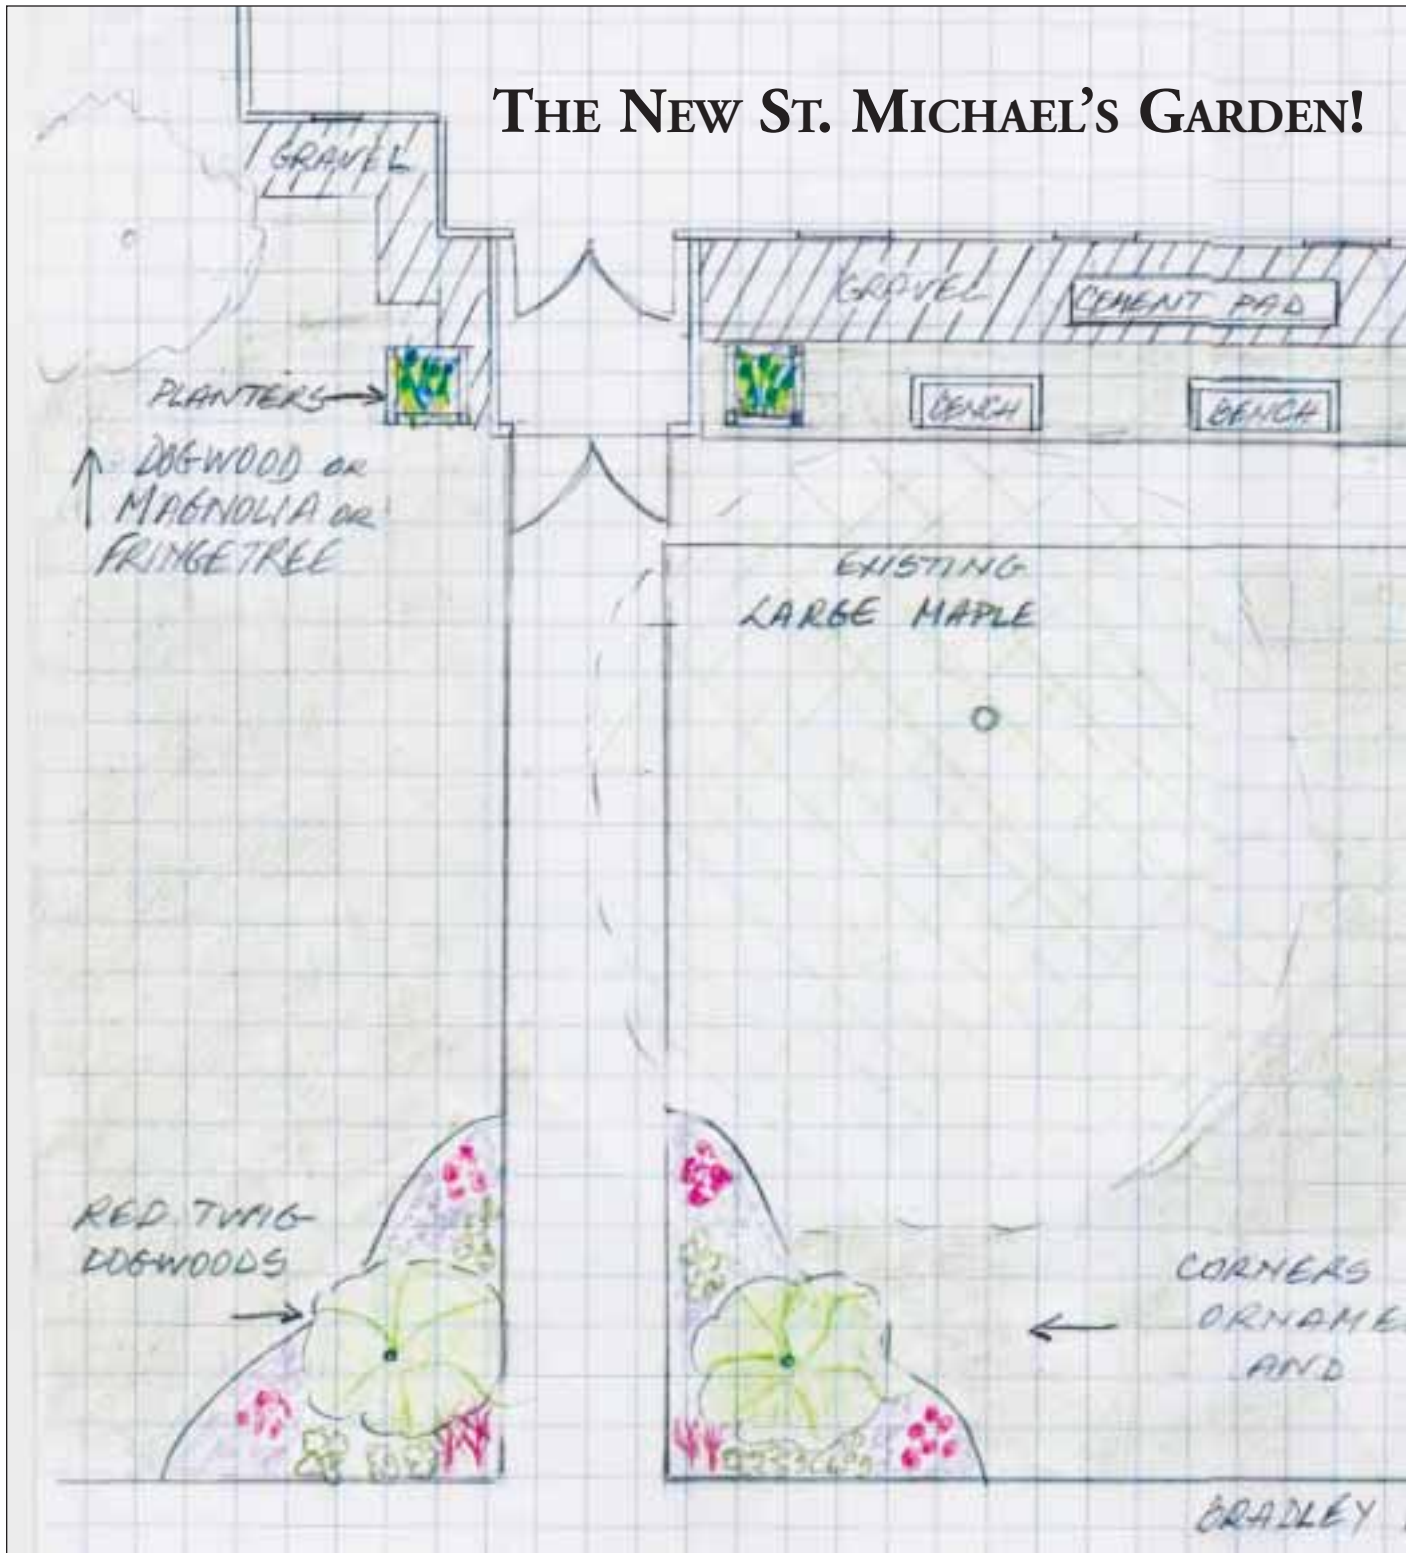 THE NEW ST. MICHAEL'S GARDEN!
GRAVEL
GRAVEL
CEMENT PAD
PLANTERS
BENCH
BENCH
DOGWOOD OR
MAGNOLIA OR
FRINGETREE
EXISTING
LARGE MAPLE
RED TWIG
DOGWOODS
CORNERS
ORNAME
AND
BRADLEY